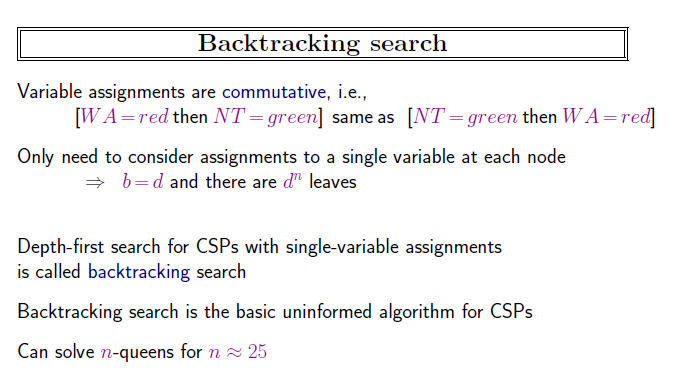 Backtracking search
Variable assignments are commutative, i.e.,
[WA = red then NT = green] same as [NT = green then WA = red]
Only need to consider assignments to a single variable at each node
⇒ b = d and there are dⁿ leaves
Depth-first search for CSPs with single-variable assignments
is called backtracking search
Backtracking search is the basic uninformed algorithm for CSPs
Can solve n-queens for n ≈ 25